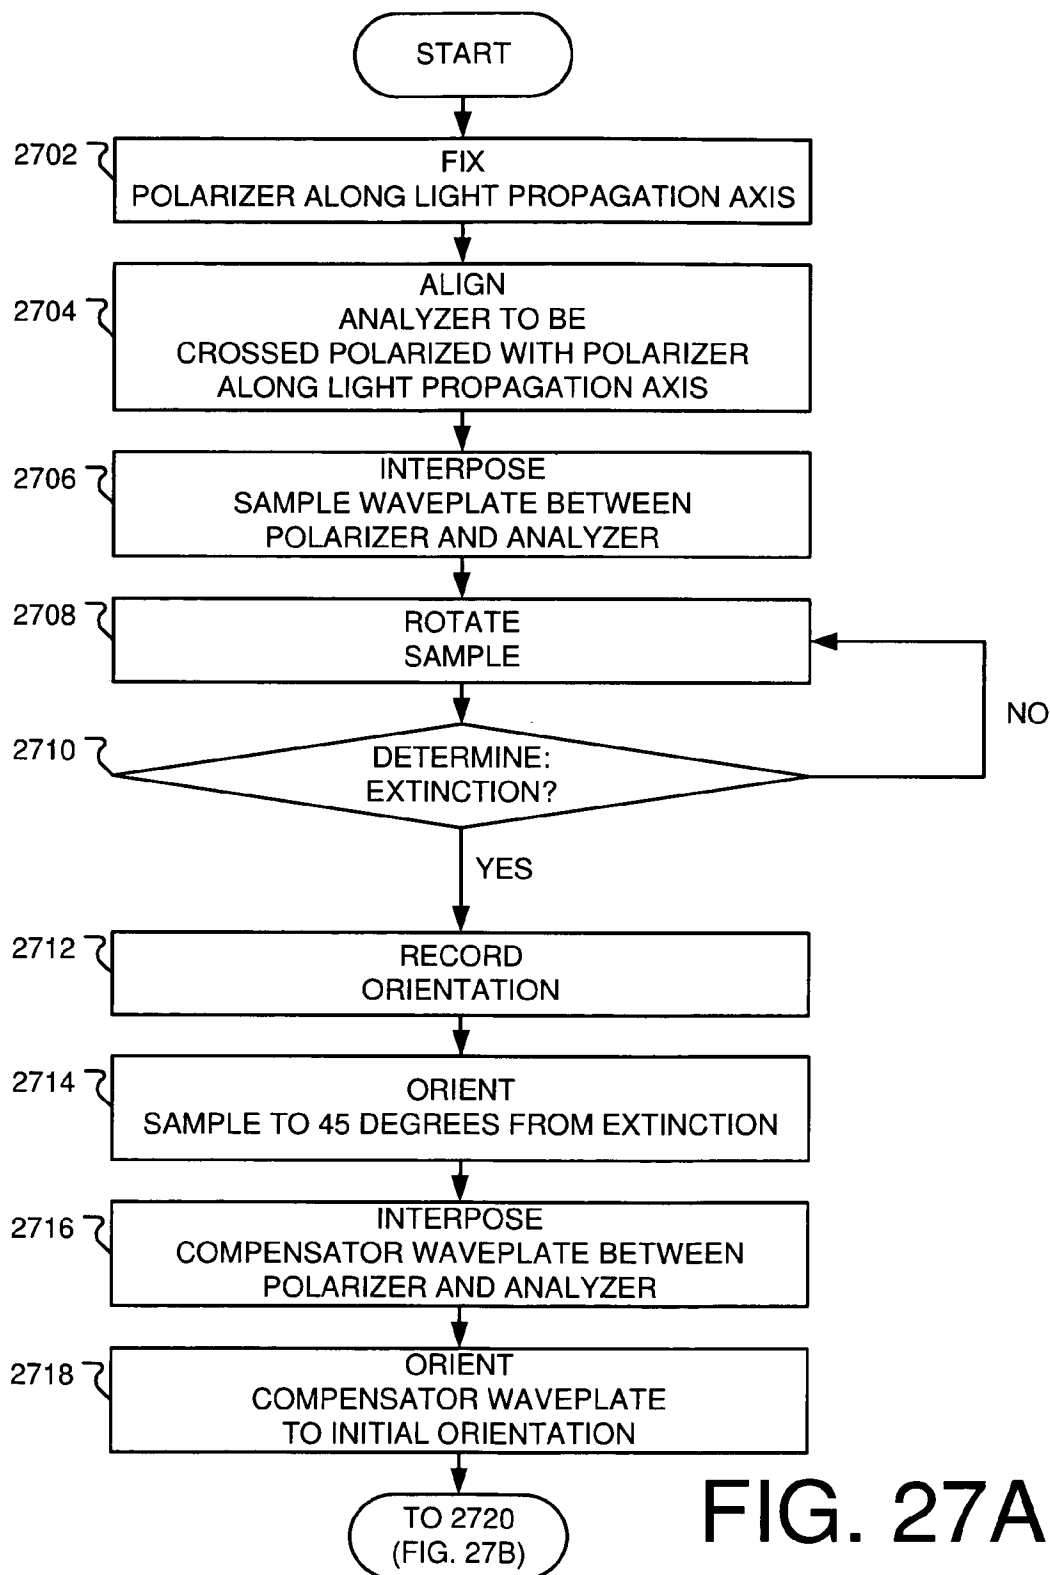 START
2702
FIX
POLARIZER ALONG LIGHT PROPAGATION AXIS
2704
ALIGN
ANALYZER TO BE
CROSSED POLARIZED WITH POLARIZER
ALONG LIGHT PROPAGATION AXIS
2706
INTERPOSE
SAMPLE WAVEPLATE BETWEEN
POLARIZER AND ANALYZER
2708
ROTATE
SAMPLE
NO
2710
DETERMINE:
EXTINCTION?
YES
2712
RECORD
ORIENTATION
2714
ORIENT
SAMPLE TO 45 DEGREES FROM EXTINCTION
2716
INTERPOSE
COMPENSATOR WAVEPLATE BETWEEN
POLARIZER AND ANALYZER
2718
ORIENT
COMPENSATOR WAVEPLATE
TO INITIAL ORIENTATION
TO 2720
(FIG. 27B)
FIG. 27A